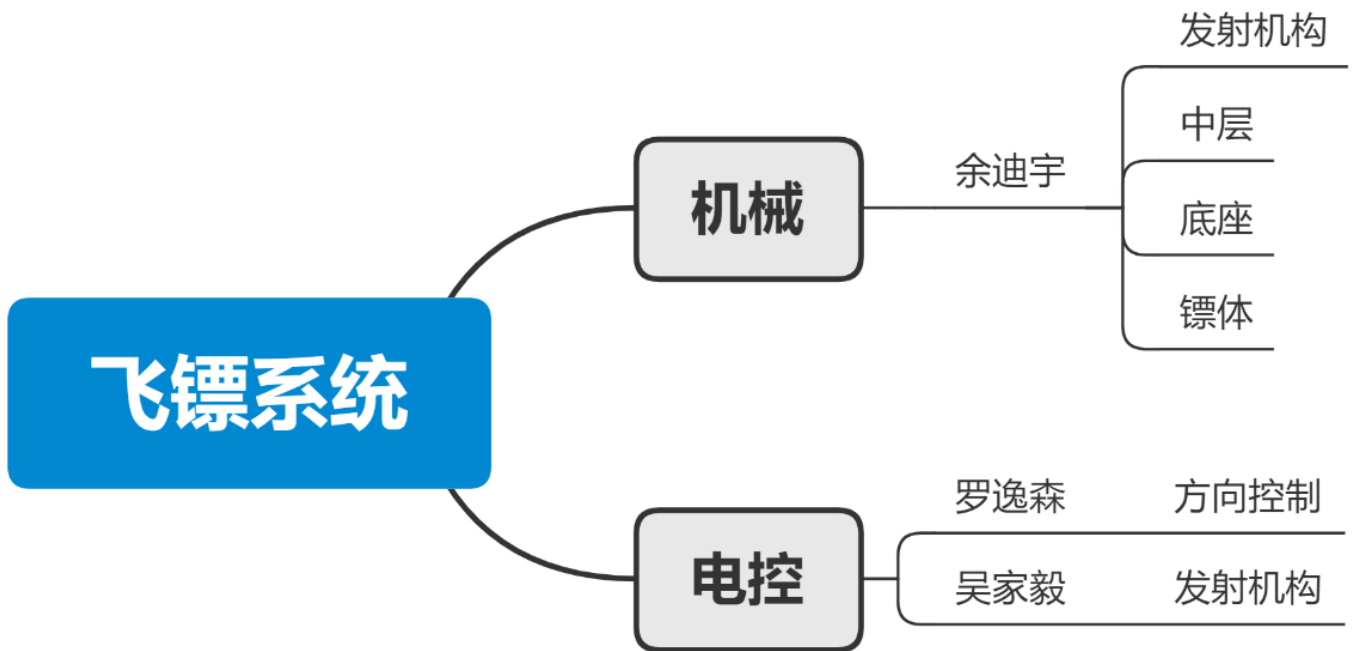 飞镖系统
机械
余迪宇
发射机构
中层
底座
镖体
电控
罗逸森 方向控制
吴家毅 发射机构